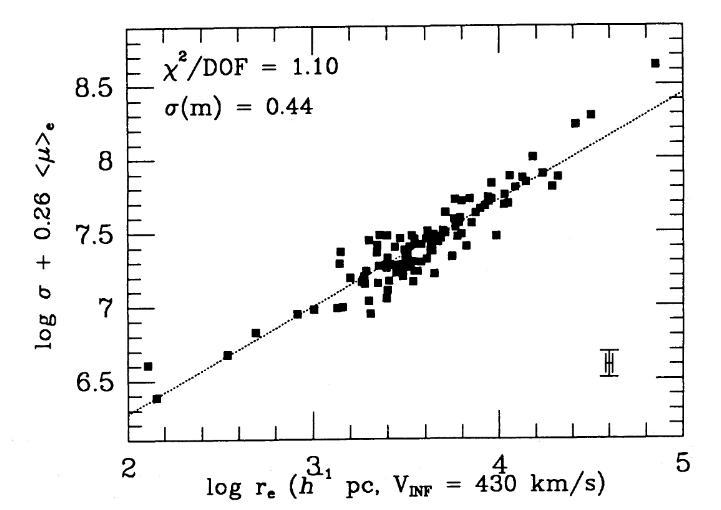 χ²/DOF = 1.10
σ(m) = 0.44
8.5
8
7.5
7
6.5
log σ + 0.26 <μ>ₑ
2 3 4 5
log rₑ (h⁻¹ pc, V_INF = 430 km/s)